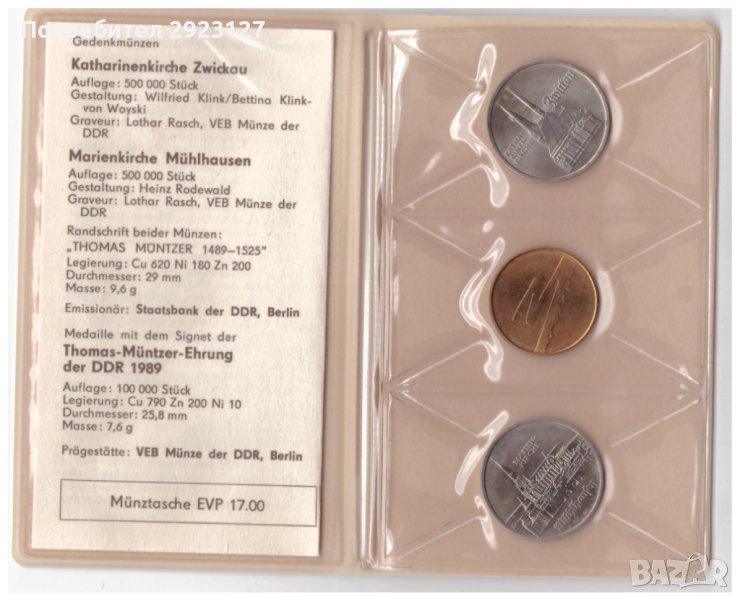 Потребител 2923127
Gedenkmünzen
Katharinenkirche Zwickau
Auflage: 500 000 Stück
Gestaltung: Wilfried Klink/Bettina Klink-
von Woyski
Graveur: Lothar Rasch, VEB Münze der
DDR
Marienkirche Mühlhausen
Auflage: 500 000 Stück
Gestaltung: Heinz Rodewald
Graveur: Lothar Rasch, VEB Münze der
DDR
Randschrift beider Münzen:
„THOMAS MÜNTZER 1489—1525"
Legierung: Cu 620 Ni 180 Zn 200
Durchmesser: 29 mm
Masse: 9,6 g
Emissionär: Staatsbank der DDR, Berlin
Medaille mit dem Signet der
Thomas-Müntzer-Ehrung
der DDR 1989
Auflage: 100 000 Stück
Legierung: Cu 790 Zn 200 Ni 10
Durchmesser: 25,8 mm
Masse: 7,6 g
Prägestätte: VEB Münze der DDR, Berlin
Münztasche EVP 17.00
Zwickau
BAZAR